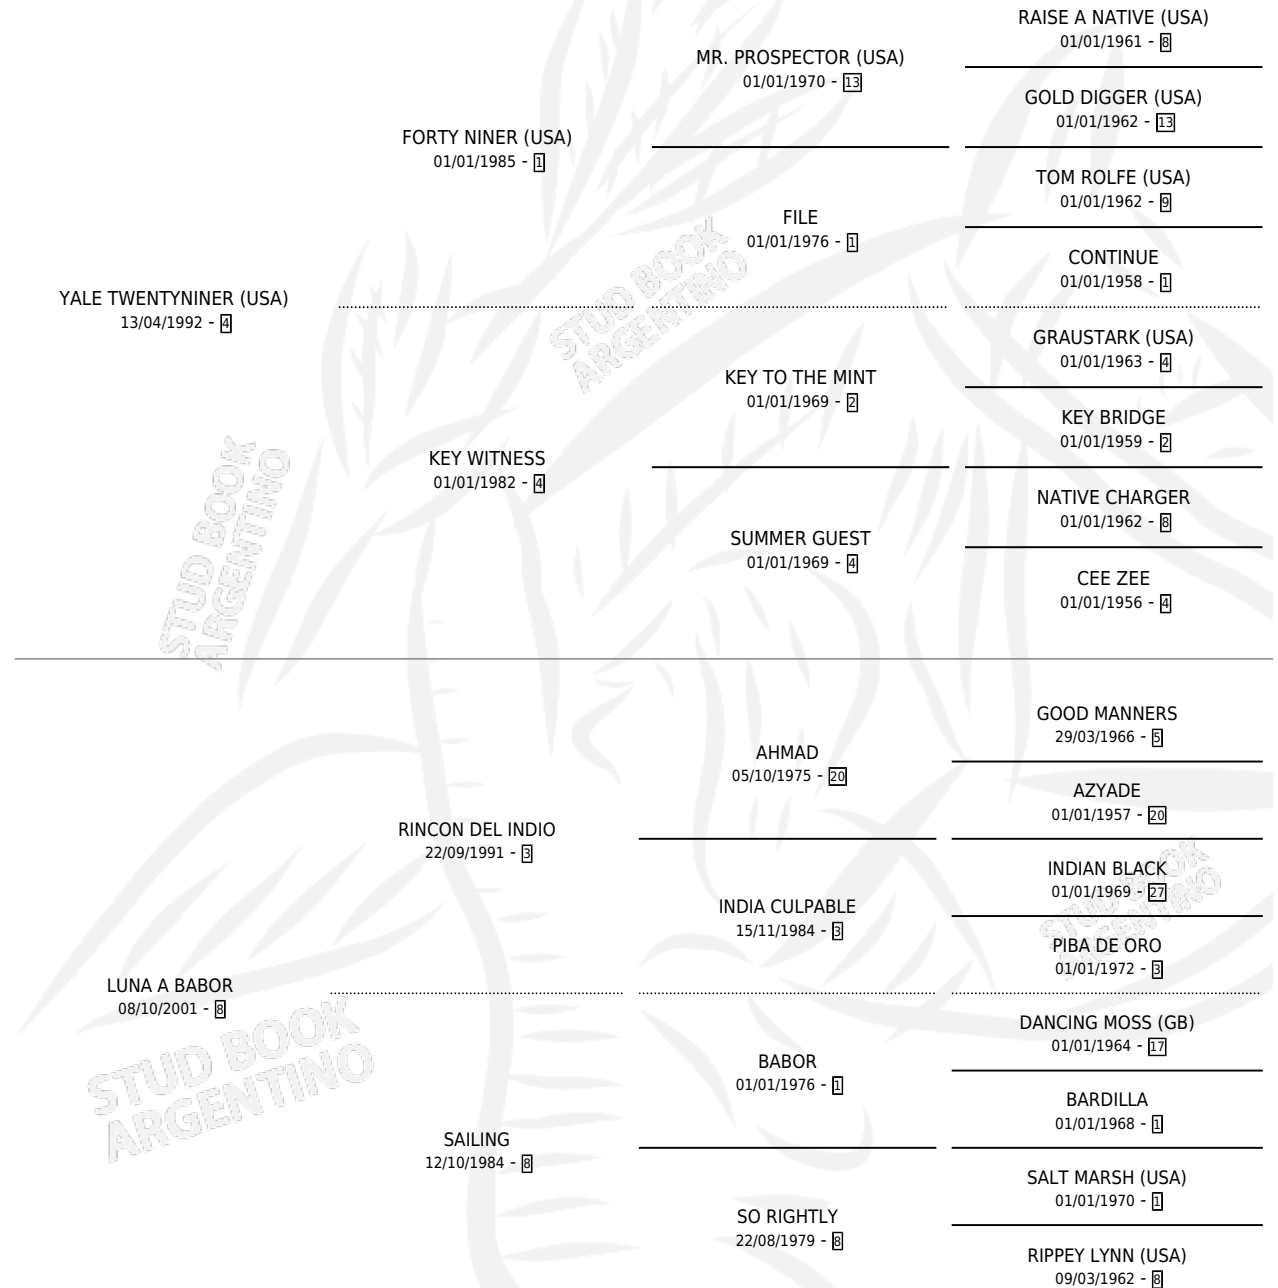 RAISE A NATIVE (USA)
01/01/1961 - 8
MR. PROSPECTOR (USA)
01/01/1970 - 13
GOLD DIGGER (USA)
01/01/1962 - 13
FORTY NINER (USA)
01/01/1985 - 1
TOM ROLFE (USA)
01/01/1962 - 9
FILE
01/01/1976 - 1
CONTINUE
01/01/1958 - 1
YALE TWENTYNINER (USA)
13/04/1992 - 4
GRAUSTARK (USA)
01/01/1963 - 4
KEY TO THE MINT
01/01/1969 - 2
KEY BRIDGE
01/01/1959 - 2
KEY WITNESS
01/01/1982 - 4
NATIVE CHARGER
01/01/1962 - 8
SUMMER GUEST
01/01/1969 - 4
CEE ZEE
01/01/1956 - 4
STUD BOOK
ARGENTINO
STUD BOOK
ARGENTINO
GOOD MANNERS
29/03/1966 - 5
AHMAD
05/10/1975 - 20
AZYADE
01/01/1957 - 20
RINCON DEL INDIO
22/09/1991 - 3
INDIAN BLACK
01/01/1969 - 27
INDIA CULPABLE
15/11/1984 - 3
PIBA DE ORO
01/01/1972 - 3
STUD BOOK
ARGENTINO
LUNA A BABOR
08/10/2001 - 8
DANCING MOSS (GB)
01/01/1964 - 17
BABOR
01/01/1976 - 1
BARDILLA
01/01/1968 - 1
SAILING
12/10/1984 - 8
SALT MARSH (USA)
01/01/1970 - 1
SO RIGHTLY
22/08/1979 - 8
RIPPEY LYNN (USA)
09/03/1962 - 8
STUD BOOK
ARGENTINO